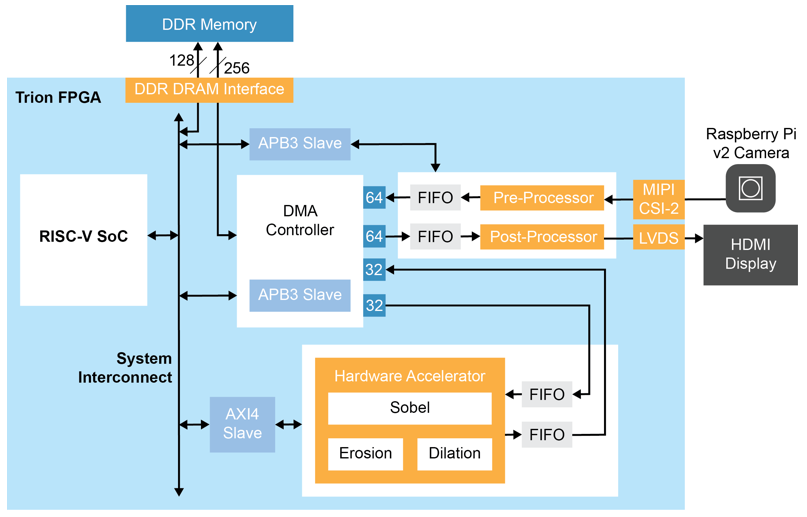 DDR Memory
128
256
DDR DRAM Interface
Trion FPGA
APB3 Slave
Raspberry Pi
v2 Camera
RISC-V SoC
DMA
Controller
64
FIFO
Pre-Processor
MIPI
CSI-2
64
FIFO
Post-Processor
LVDS
HDMI
Display
32
APB3 Slave
32
System
Interconnect
Hardware Accelerator
Sobel
FIFO
AXI4
Slave
Erosion
Dilation
FIFO